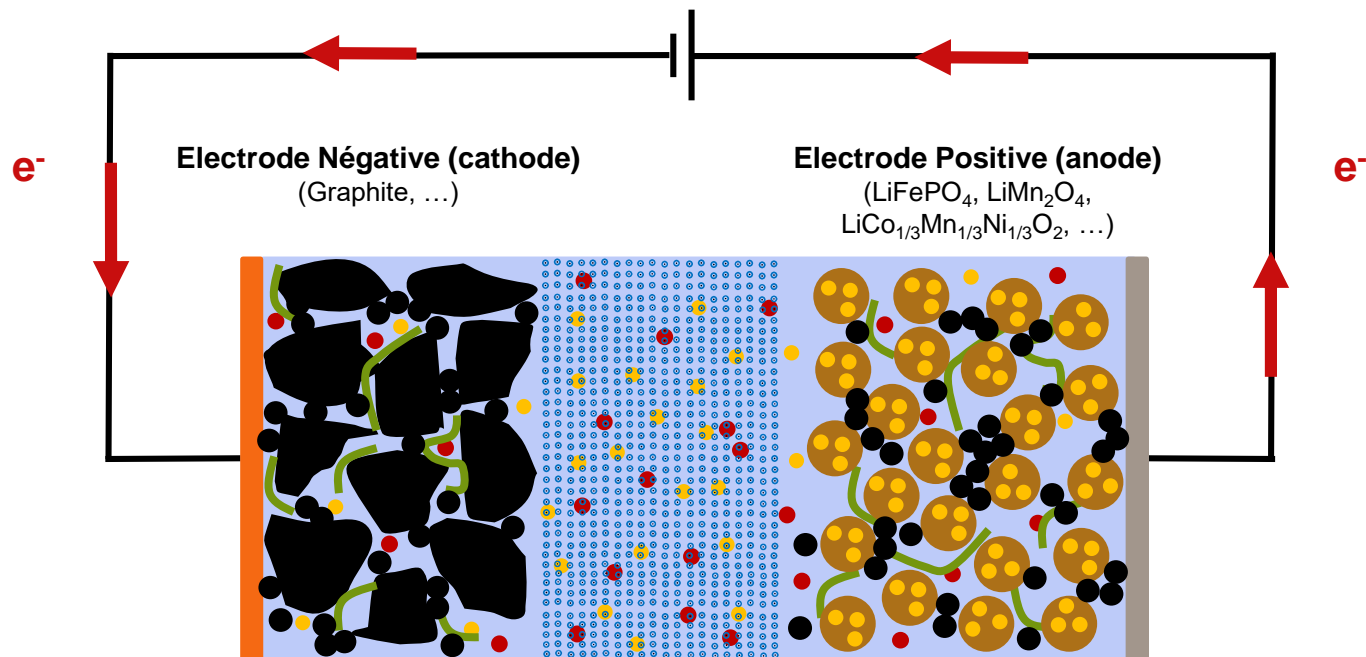 e⁻
Electrode Négative (cathode)
(Graphite, …)
Electrode Positive (anode)
(LiFePO₄, LiMn₂O₄,
LiCo₁/₃Mn₁/₃Ni₁/₃O₂, …)
e⁻